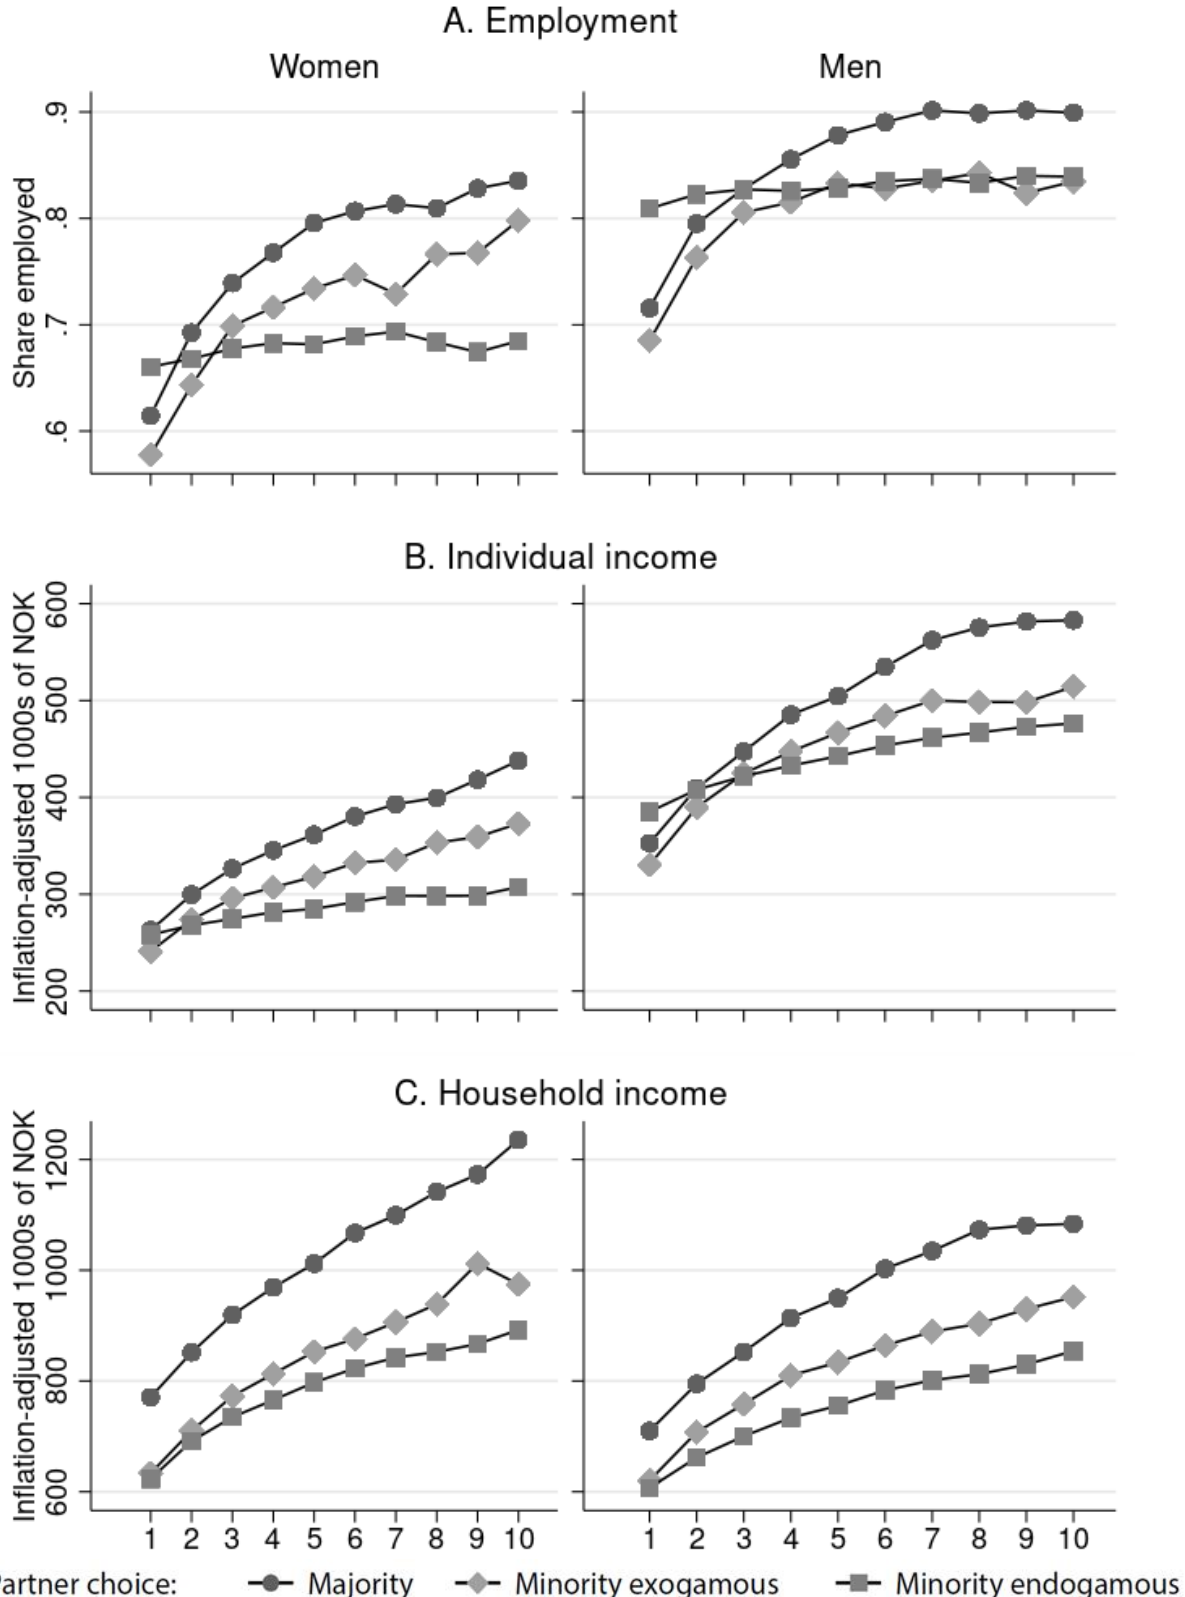 A. Employment
Women Men
Share employed
.9
.8
.7
.6
B. Individual income
Inflation-adjusted 1000s of NOK
600
500
400
300
200
C. Household income
Inflation-adjusted 1000s of NOK
1200
1000
800
600
1 2 3 4 5 6 7 8 9 10 1 2 3 4 5 6 7 8 9 10
artner choice: Majority Minority exogamous Minority endogamous